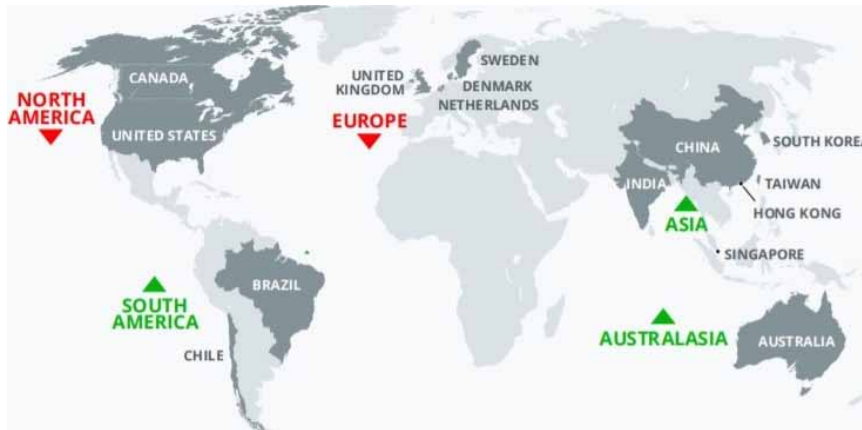 CANADA
NORTH
AMERICA
UNITED STATES
UNITED
KINGDOM
SWEDEN
DENMARK
NETHERLANDS
EUROPE
CHINA
SOUTH KOREA
INDIA
TAIWAN
HONG KONG
ASIA
SINGAPORE
BRAZIL
SOUTH
AMERICA
CHILE
AUSTRALASIA
AUSTRALIA